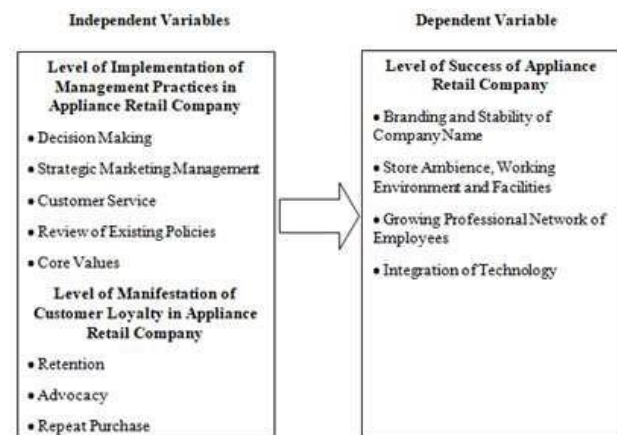 Independent Variables
Level of Implementation of
Management Practices in
Appliance Retail Company
• Decision Making
• Strategic Marketing Management
• Customer Service
• Review of Existing Policies
• Core Values
Level of Manifestation of
Customer Loyalty in Appliance
Retail Company
• Retention
• Advocacy
• Repeat Purchase
Dependent Variable
Level of Success of Appliance
Retail Company
• Branding and Stability of
Company Name
• Store Ambience, Working
Environment and Facilities
• Growing Professional Network of
Employees
• Integration of Technology